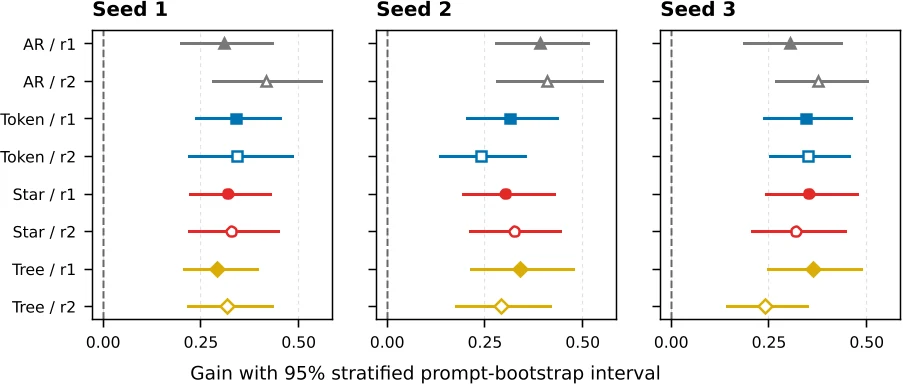 Seed 1
Seed 2
Seed 3
AR / r1
AR / r2
Token / r1
Token / r2
Star / r1
Star / r2
Tree / r1
Tree / r2
0.00 0.25 0.50
0.00 0.25 0.50
0.00 0.25 0.50
Gain with 95% stratified prompt-bootstrap interval